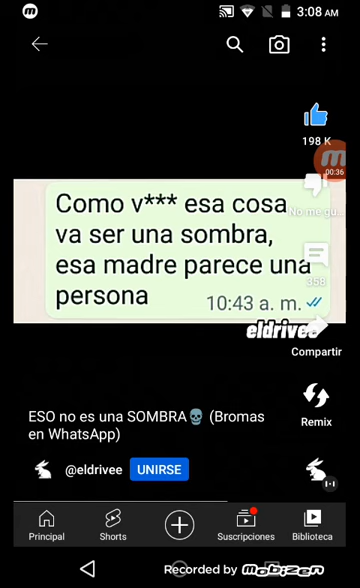 3:08 AM
198 K
00:36
Como v*** esa cosa
va ser una sombra,
esa madre parece una
persona
10:43 a. m.
No me gu...
358
eldrivee
Compartir
Remix
ESO no es una SOMBRA💀 (Bromas
en WhatsApp)
@eldrivee UNIRSE
Principal Shorts Suscripciones Biblioteca
Recorded by mobizen